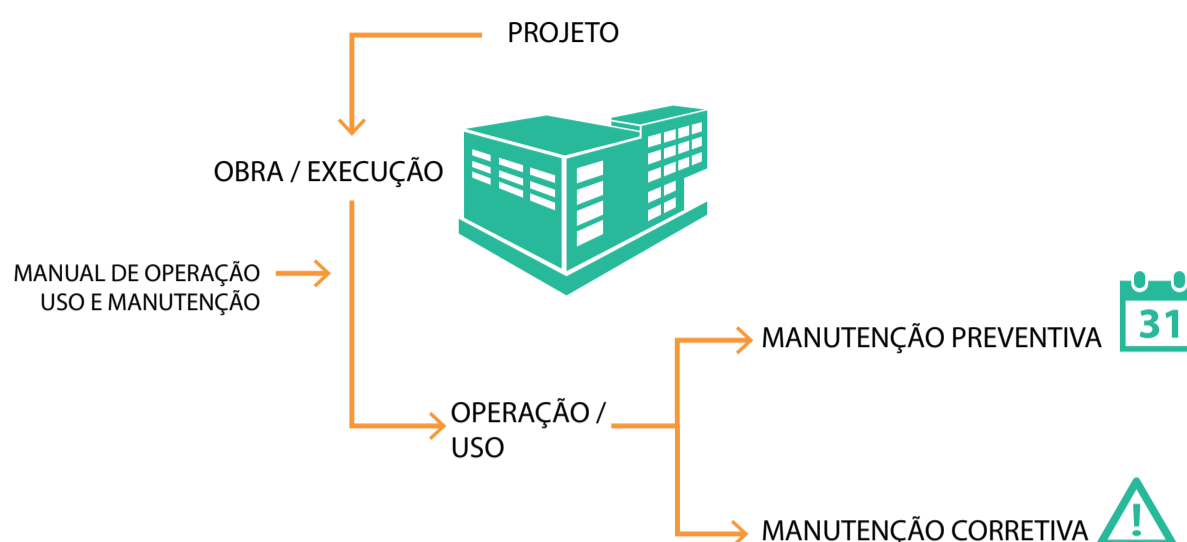 PROJETO
OBRA / EXECUÇÃO
MANUAL DE OPERAÇÃO
USO E MANUTENÇÃO
31
MANUTENÇÃO PREVENTIVA
OPERAÇÃO /
USO
!
MANUTENÇÃO CORRETIVA